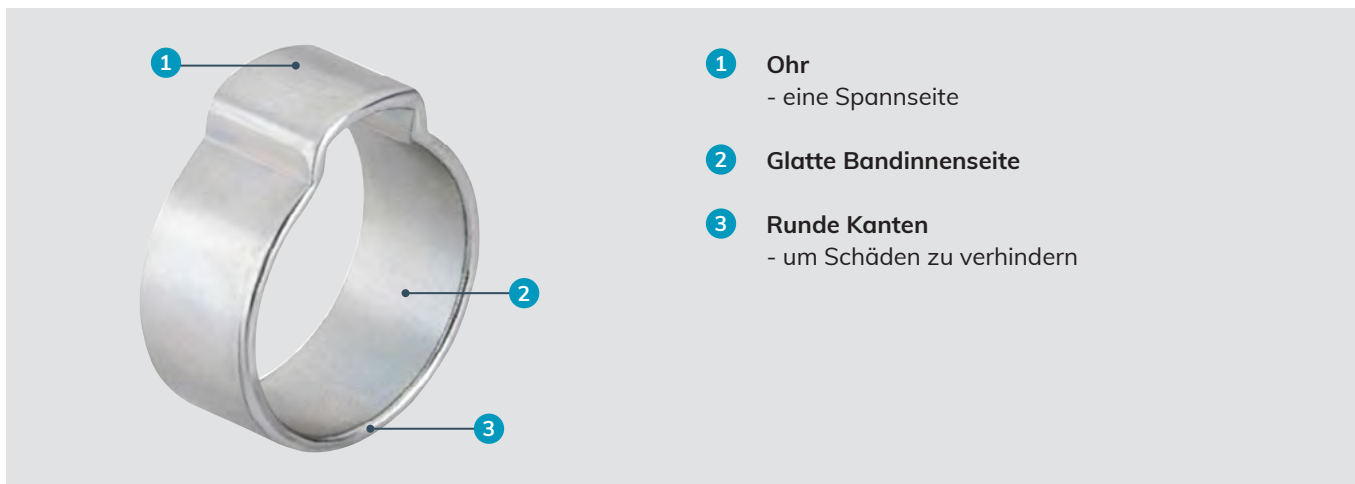 1
2
3
1 Ohr
- eine Spannseite
2 Glatte Bandinnenseite
3 Runde Kanten
- um Schäden zu verhindern